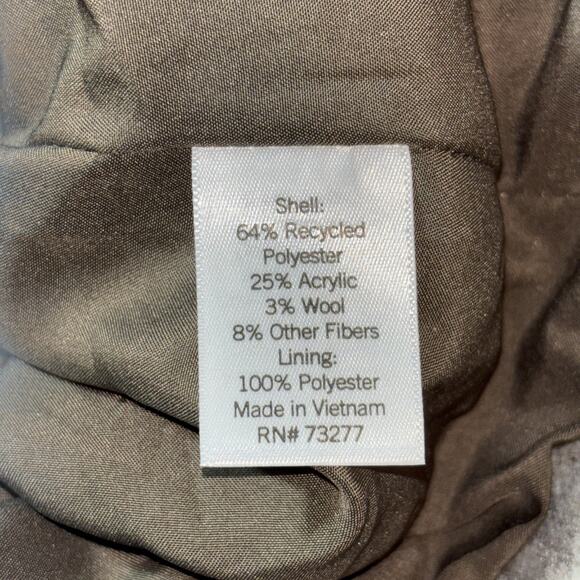 Shell:
64% Recycled
Polyester
25% Acrylic
3% Wool
8% Other Fibers
Lining:
100% Polyester
Made in Vietnam
RN# 73277